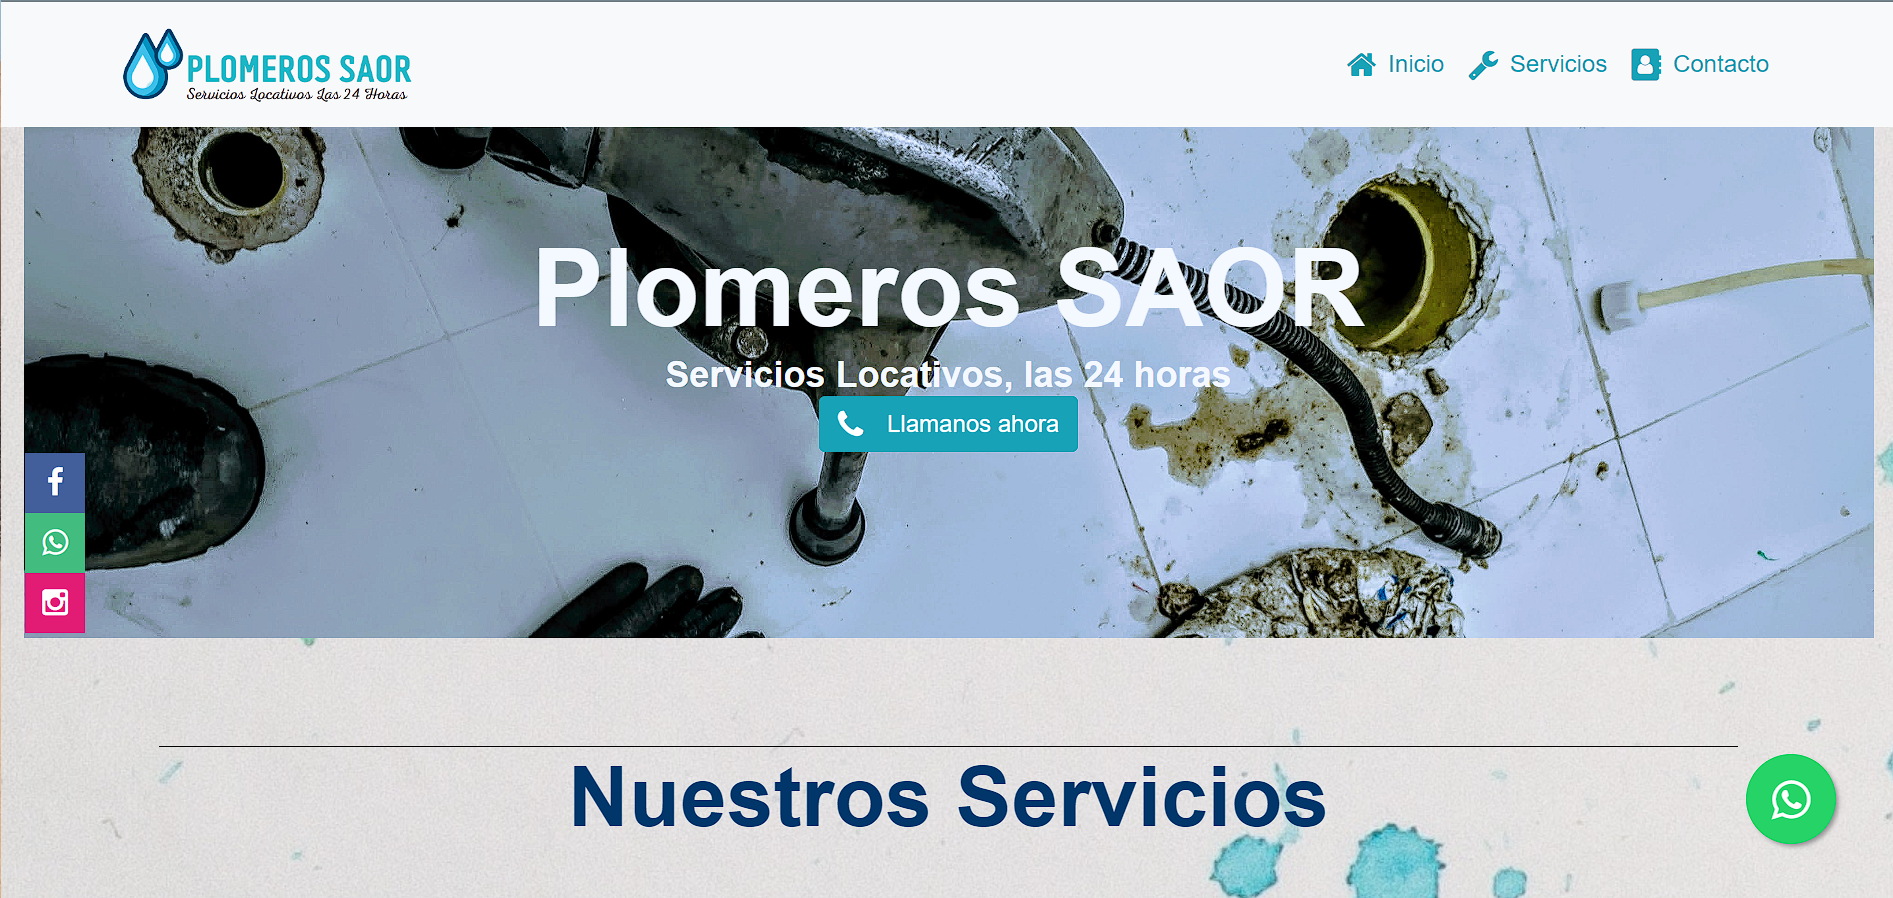 PLOMEROS SAOR
Servicios Locativos Las 24 Horas
Inicio
Servicios
Contacto
Plomeros SAOR
Servicios Locativos, las 24 horas
Llamanos ahora
Nuestros Servicios